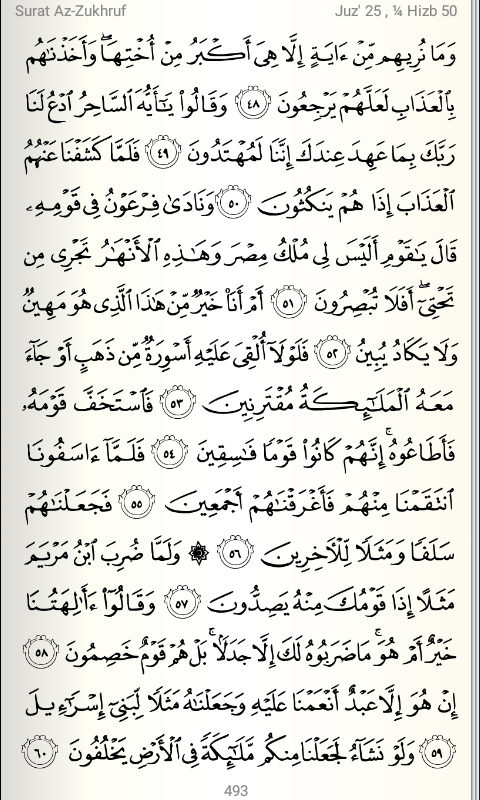 Surat Az-Zukhruf Juz' 25 , ¼ Hizb 50
وَمَا نُرِيهِم مِّنْ ءَايَةٍ إِلَّا هِىَ أَكْبَرُ مِنْ أُخْتِهَا ۖ وَأَخَذْنَٰهُم
بِٱلْعَذَابِ لَعَلَّهُمْ يَرْجِعُونَ ٤٨ وَقَالُوا۟ يَٰٓأَيُّهَ ٱلسَّاحِرُ ٱدْعُ لَنَا
رَبَّكَ بِمَا عَهِدَ عِندَكَ إِنَّنَا لَمُهْتَدُونَ ٤٩ فَلَمَّا كَشَفْنَا عَنْهُمُ
ٱلْعَذَابَ إِذَا هُمْ يَنكُثُونَ ٥٠ وَنَادَىٰ فِرْعَوْنُ فِى قَوْمِهِۦ
قَالَ يَٰقَوْمِ أَلَيْسَ لِى مُلْكُ مِصْرَ وَهَٰذِهِ ٱلْأَنْهَٰرُ تَجْرِى مِن
تَحْتِىٓ ۖ أَفَلَا تُبْصِرُونَ ٥١ أَمْ أَنَا۠ خَيْرٌ مِّنْ هَٰذَا ٱلَّذِى هُوَ مَهِينٌ
وَلَا يَكَادُ يُبِينُ ٥٢ فَلَوْلَآ أُلْقِىَ عَلَيْهِ أَسْوِرَةٌ مِّن ذَهَبٍ أَوْ جَآءَ
مَعَهُ ٱلْمَلَٰٓئِكَةُ مُقْتَرِنِينَ ٥٣ فَٱسْتَخَفَّ قَوْمَهُۥ
فَأَطَاعُوهُ ۚ إِنَّهُمْ كَانُوا۟ قَوْمًا فَٰسِقِينَ ٥٤ فَلَمَّآ ءَاسَفُونَا
ٱنتَقَمْنَا مِنْهُمْ فَأَغْرَقْنَٰهُمْ أَجْمَعِينَ ٥٥ فَجَعَلْنَٰهُمْ
سَلَفًا وَمَثَلًا لِّلْءَاخِرِينَ ٥٦ ۞ وَلَمَّا ضُرِبَ ٱبْنُ مَرْيَمَ
مَثَلًا إِذَا قَوْمُكَ مِنْهُ يَصِدُّونَ ٥٧ وَقَالُوٓا۟ ءَأَٰلِهَتُنَا
خَيْرٌ أَمْ هُوَ ۚ مَا ضَرَبُوهُ لَكَ إِلَّا جَدَلًۢا ۚ بَلْ هُمْ قَوْمٌ خَصِمُونَ ٥٨
إِنْ هُوَ إِلَّا عَبْدٌ أَنْعَمْنَا عَلَيْهِ وَجَعَلْنَٰهُ مَثَلًا لِّبَنِىٓ إِسْرَٰٓءِيلَ
٥٩ وَلَوْ نَشَآءُ لَجَعَلْنَا مِنكُم مَّلَٰٓئِكَةً فِى ٱلْأَرْضِ يَخْلُفُونَ ٦٠
493